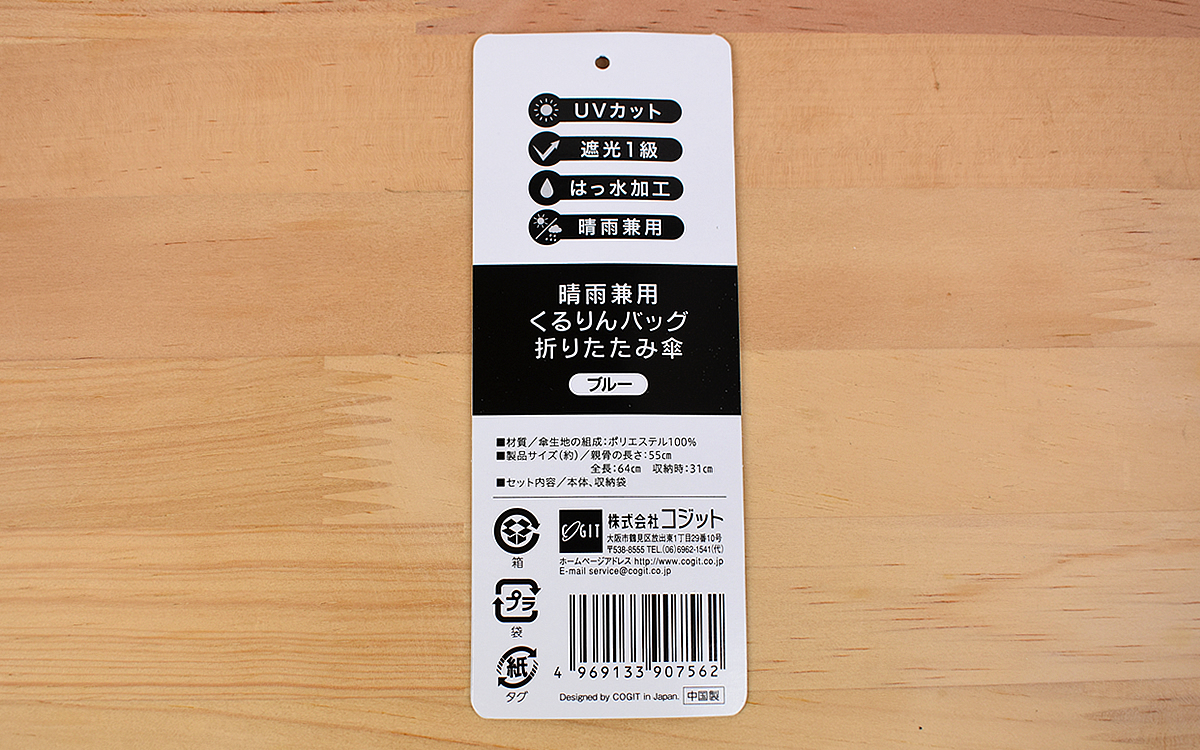 UVカット
遮光1級
はっ水加工
晴雨兼用
晴雨兼用
くるりんバッグ
折りたたみ傘
ブルー
■材質／傘生地の組成：ポリエステル100%
■製品サイズ（約）／親骨の長さ：55㎝
全長：64㎝ 収納時：31㎝
■セット内容／本体、収納袋
箱
プラ
袋
紙
タグ
COGIT
株式会社コジット
大阪市鶴見区放出東1丁目29番10号
〒538-8555 TEL.(06)6962-1541(代)
ホームページアドレス http://www.cogit.co.jp
E-mail service@cogit.co.jp
4 969133 907562
Designed by COGIT in Japan. 中国製